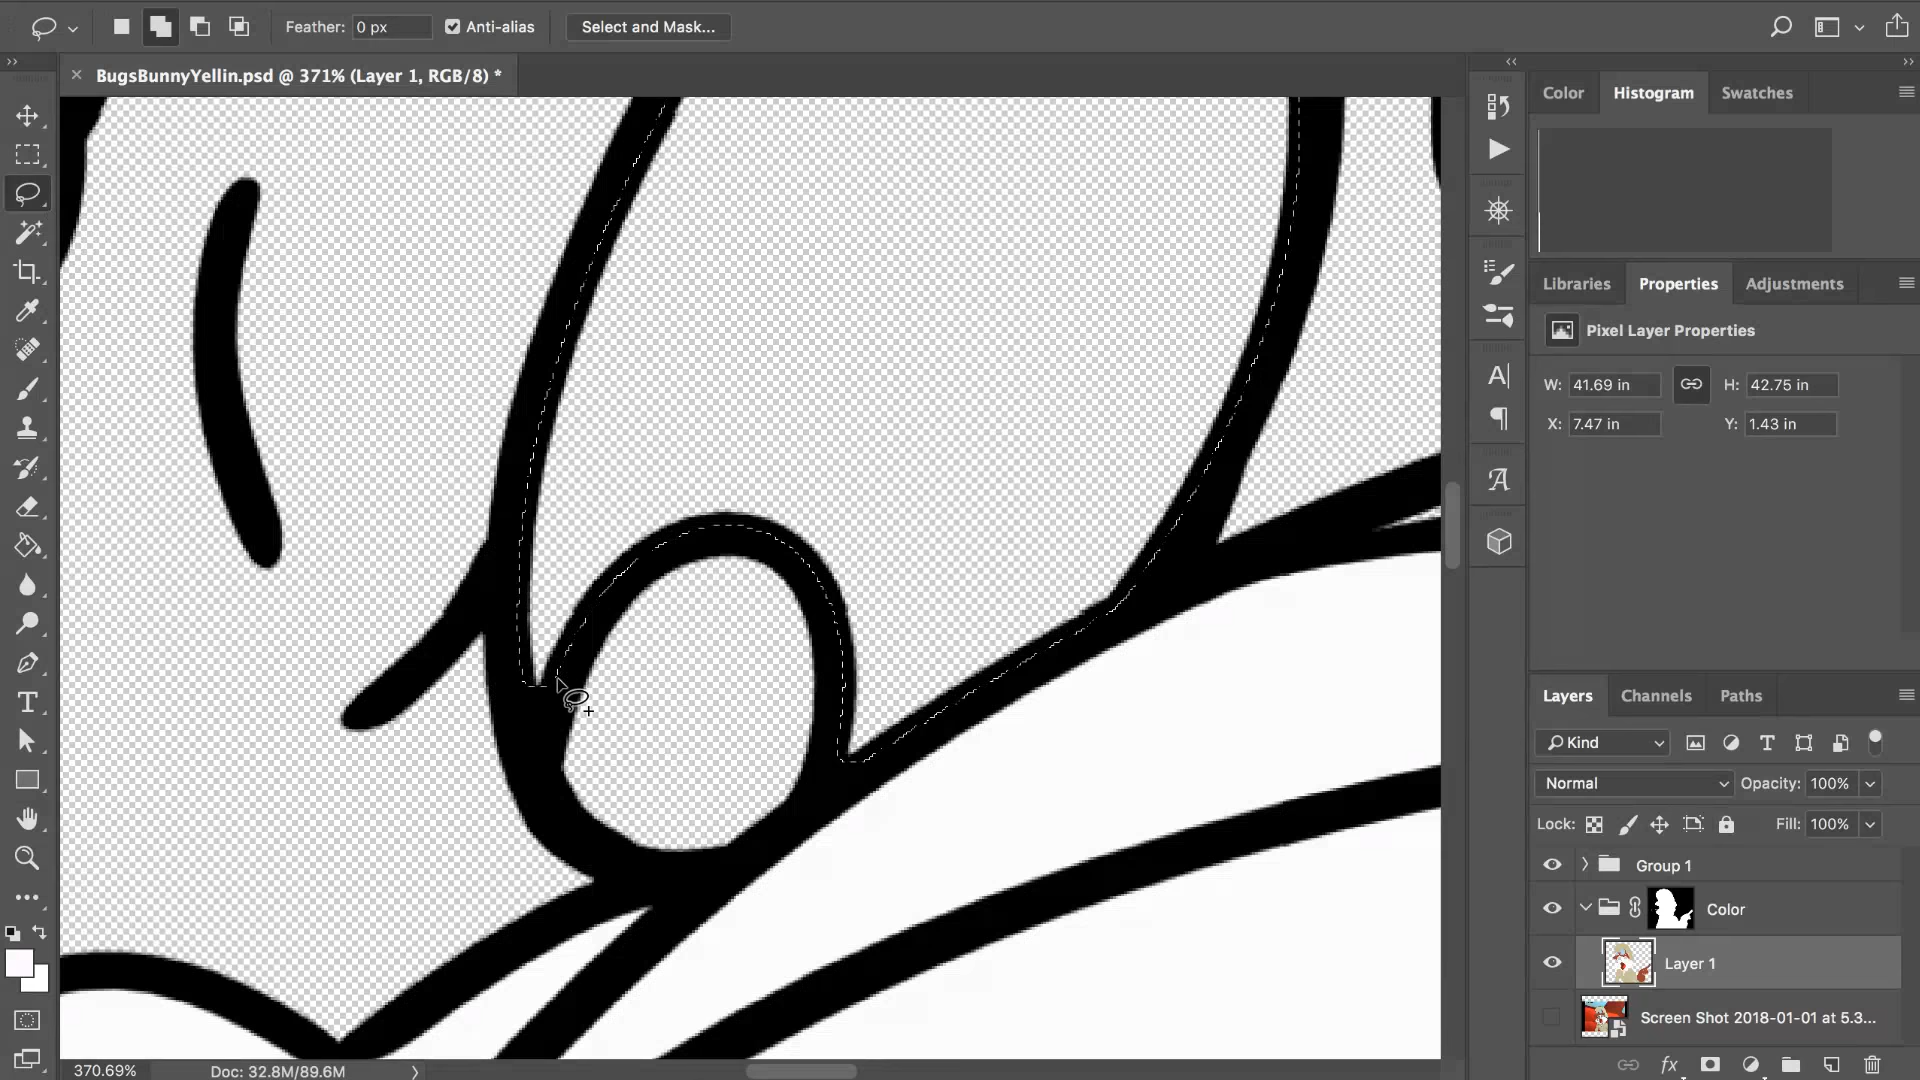 Feather: 0 px Anti-alias Select and Mask...
× BugsBunnyYellin.psd @ 371% (Layer 1, RGB/8) *
Color Histogram Swatches
Libraries Properties Adjustments
Pixel Layer Properties
W: 41.69 in H: 42.75 in
X: 7.47 in Y: 1.43 in
Layers Channels Paths
Kind
Normal Opacity: 100%
Lock: Fill: 100%
Group 1
Color
Layer 1
Screen Shot 2018-01-01 at 5.3...
370.69% Doc: 32.8M/89.6M
fx